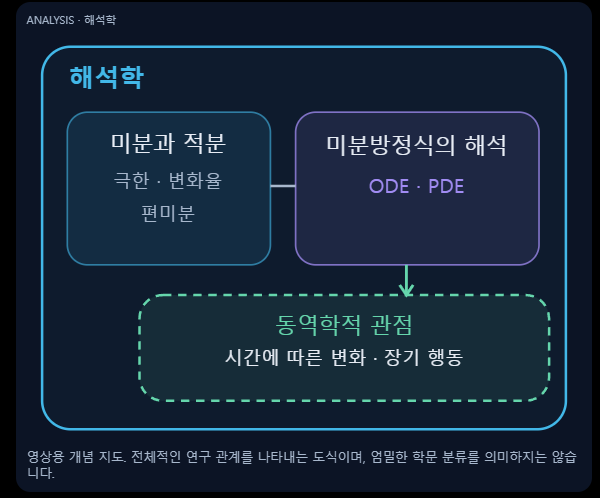 ANALYSIS · 해석학
해석학
미분과 적분
극한 · 변화율
편미분
미분방정식의 해석
ODE · PDE
동역학적 관점
시간에 따른 변화 · 장기 행동
영상용 개념 지도. 전체적인 연구 관계를 나타내는 도식이며, 엄밀한 학문 분류를 의미하지는 않습
니다.